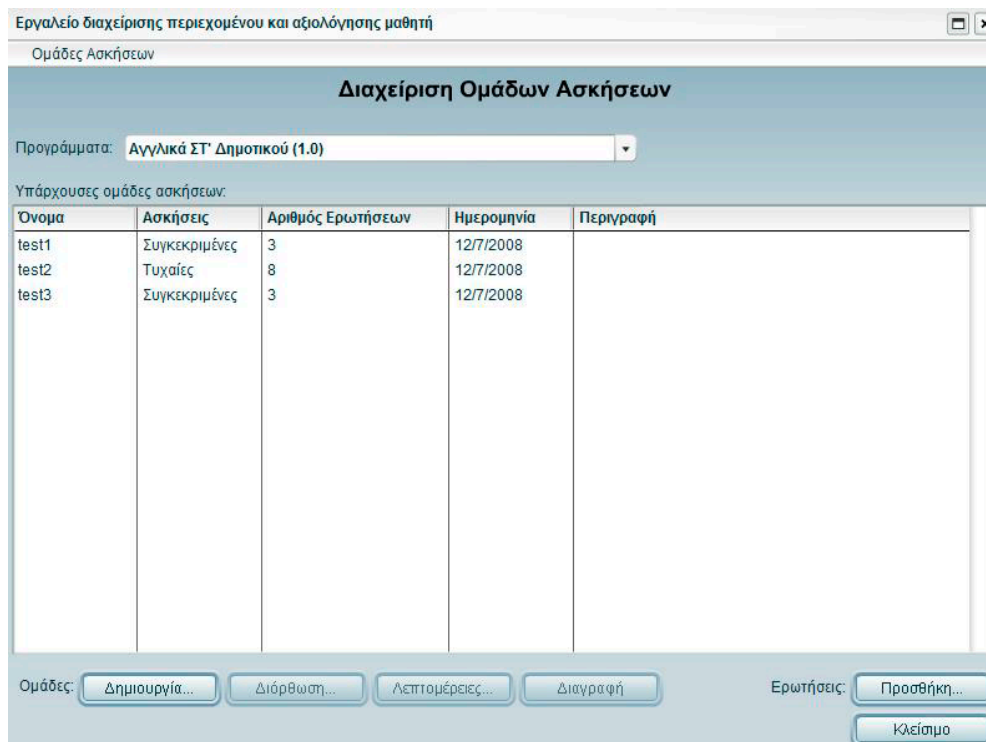 Εργαλείο διαχείρισης περιεχομένου και αξιολόγησης μαθητή
Ομάδες Ασκήσεων
Διαχείριση Ομάδων Ασκήσεων
Προγράμματα: Αγγλικά ΣΤ' Δημοτικού (1.0)
Υπάρχουσες ομάδες ασκήσεων:
Όνομα Ασκήσεις Αριθμός Ερωτήσεων Ημερομηνία Περιγραφή
test1 Συγκεκριμένες 3 12/7/2008
test2 Τυχαίες 8 12/7/2008
test3 Συγκεκριμένες 3 12/7/2008
Ομάδες: Δημιουργία... Διόρθωση... Λεπτομέρειες... Διαγραφή Ερωτήσεις: Προσθήκη...
Κλείσιμο